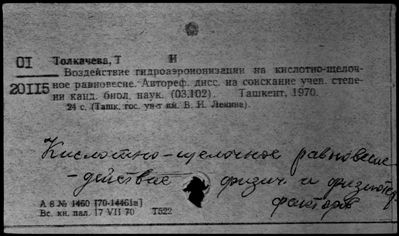 01 Толкачева, Т И
Воздействие гидроаэроионизации на кислотно-щелоч-
20115 ное равновесие. Автореф. дисс. на соискание учен. степе-
ни канд. биол. наук. (03.102). Ташкент, 1970.
24 с. (Ташк. гос. ун-т им. В. И. Ленина).
Кислотно-щелочное равновесие
- действие физич. и физиотер.
факторов
А 8 № 1460 [70-14461а]
Вс. кн. пал. 17 VII 70 Т522